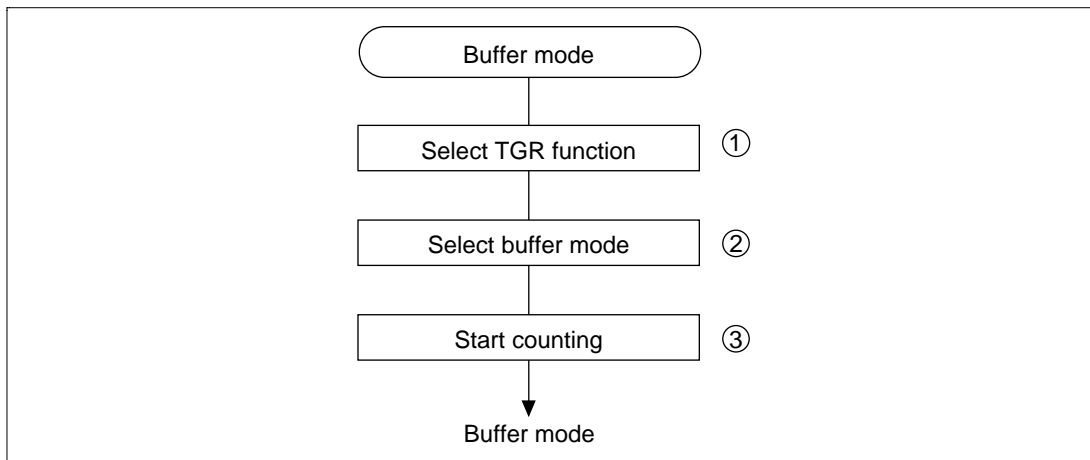 Buffer mode
Select TGR function ①
Select buffer mode ②
Start counting ③
Buffer mode